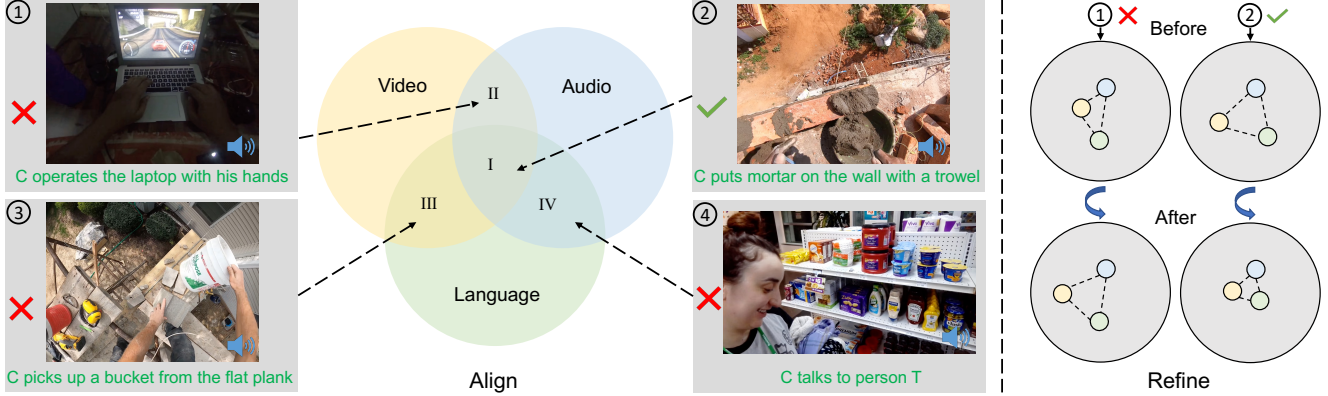 1
C operates the laptop with his hands
3
C picks up a bucket from the flat plank
Video
Audio
II
I
III
IV
Language
Align
2
C puts mortar on the wall with a trowel
4
C talks to person T
1
2
Before
After
Refine